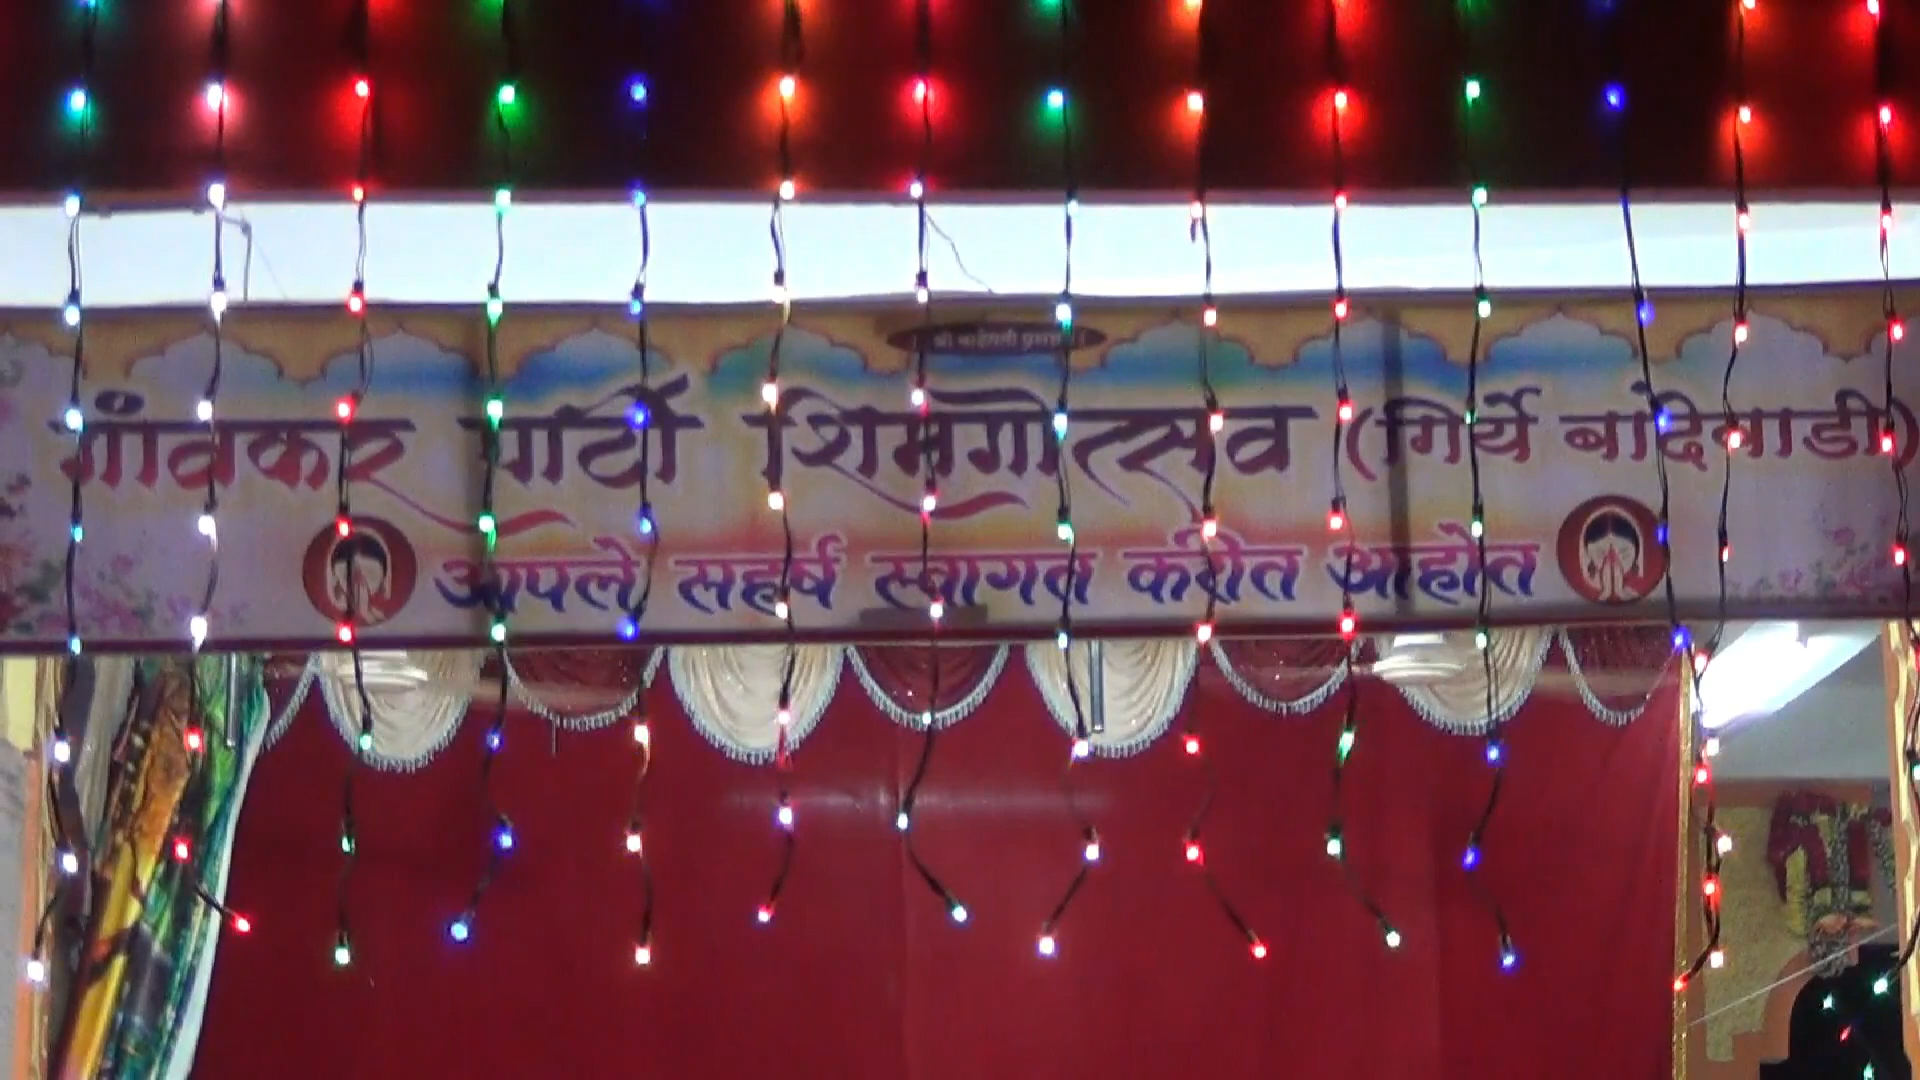 गांवकर पार्टी शिमगोत्सव (गिर्ये बांदेवाडी)
आपले सहर्ष स्वागत करीत आहोत